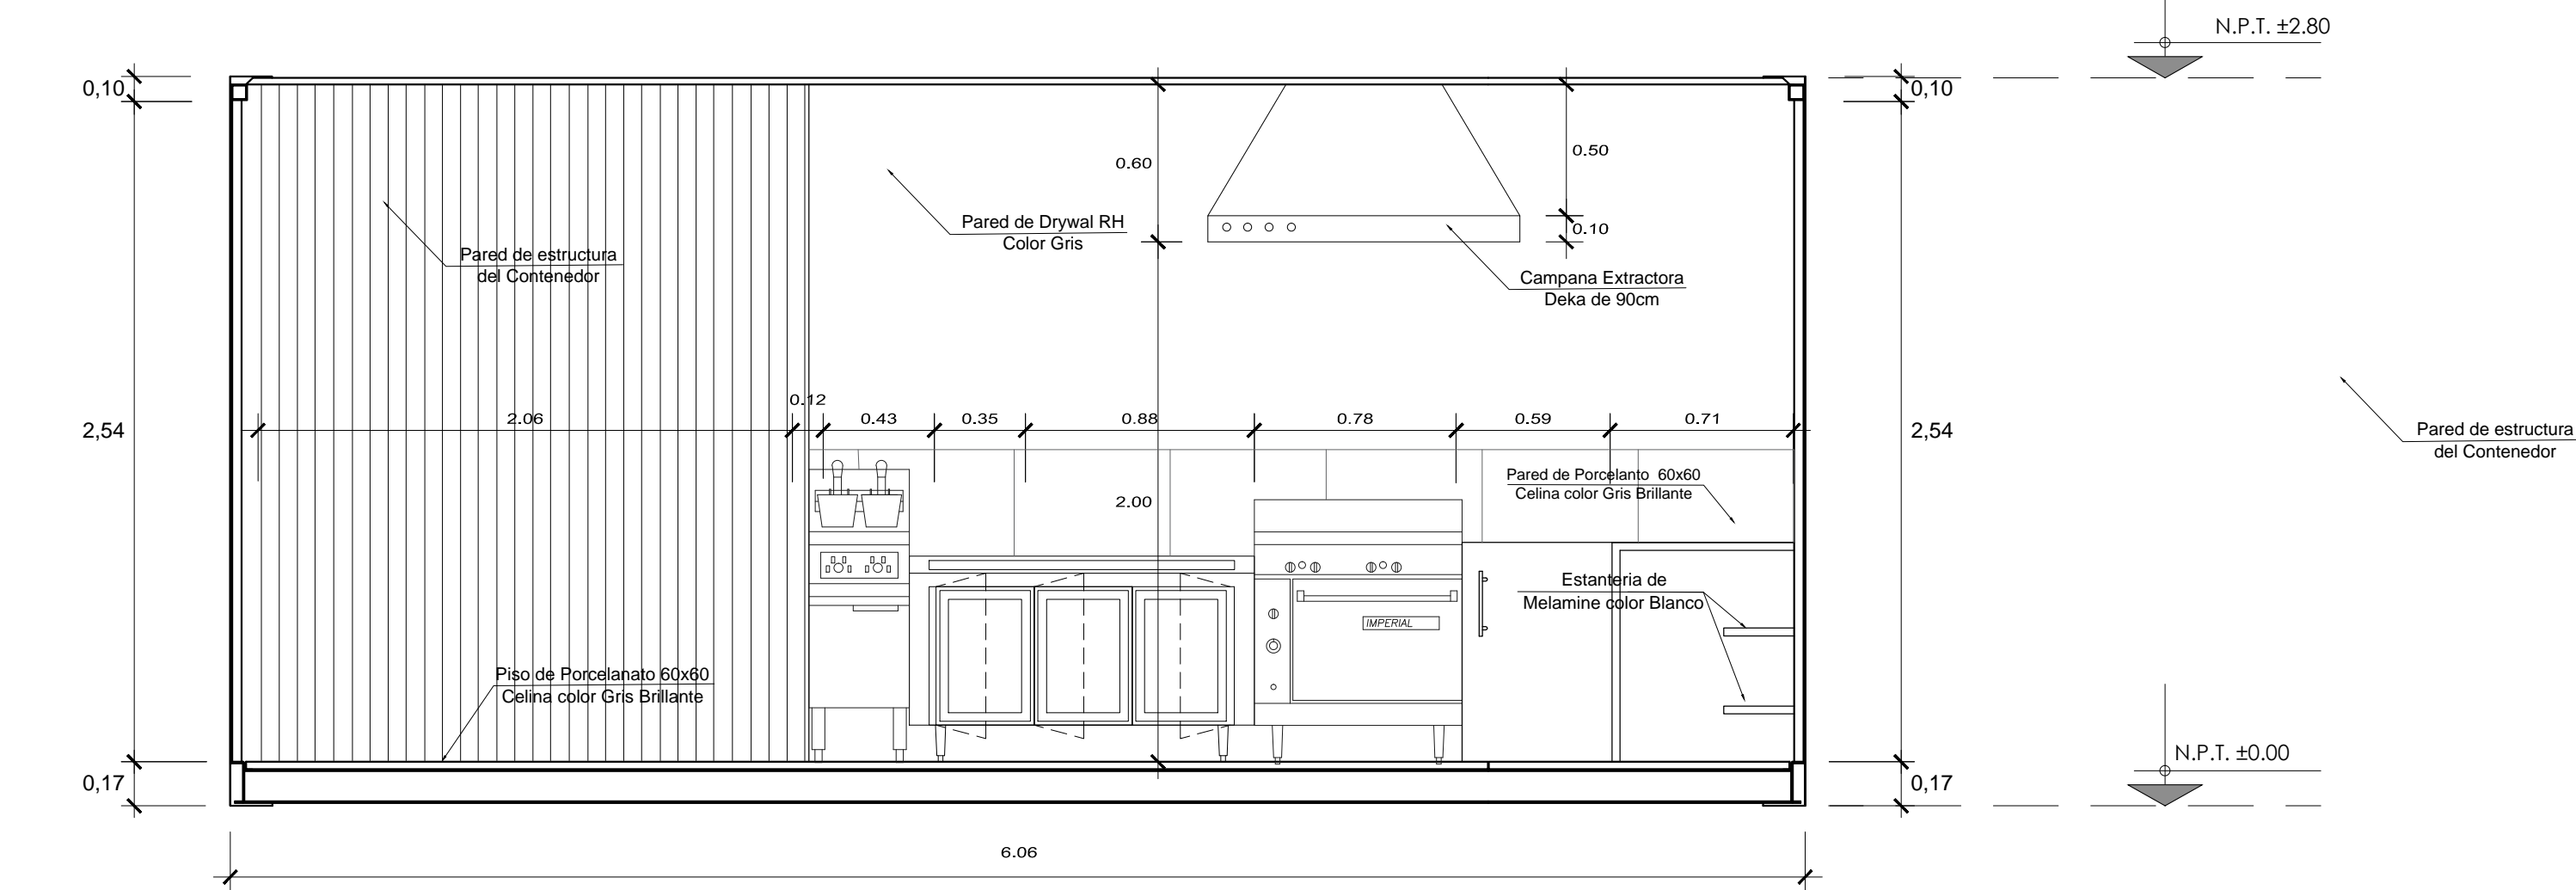 N.P.T. ±2.80
0,10
0,10
0.60
0.50
Pared de Drywal RH
Color Gris
0.10
Pared de estructura
del Contenedor
Campana Extractora
Deka de 90cm
2,54
2.06
0.12
0.43
0.35
0.88
0.78
0.59
0.71
2,54
Pared de estructura
del Contenedor
Pared de Porcelanto 60x60
Celina color Gris Brillante
2.00
Estanteria de
Melamine color Blanco
IMPERIAL
Piso de Porcelanato 60x60
Celina color Gris Brillante
N.P.T. ±0.00
0,17
0,17
6.06